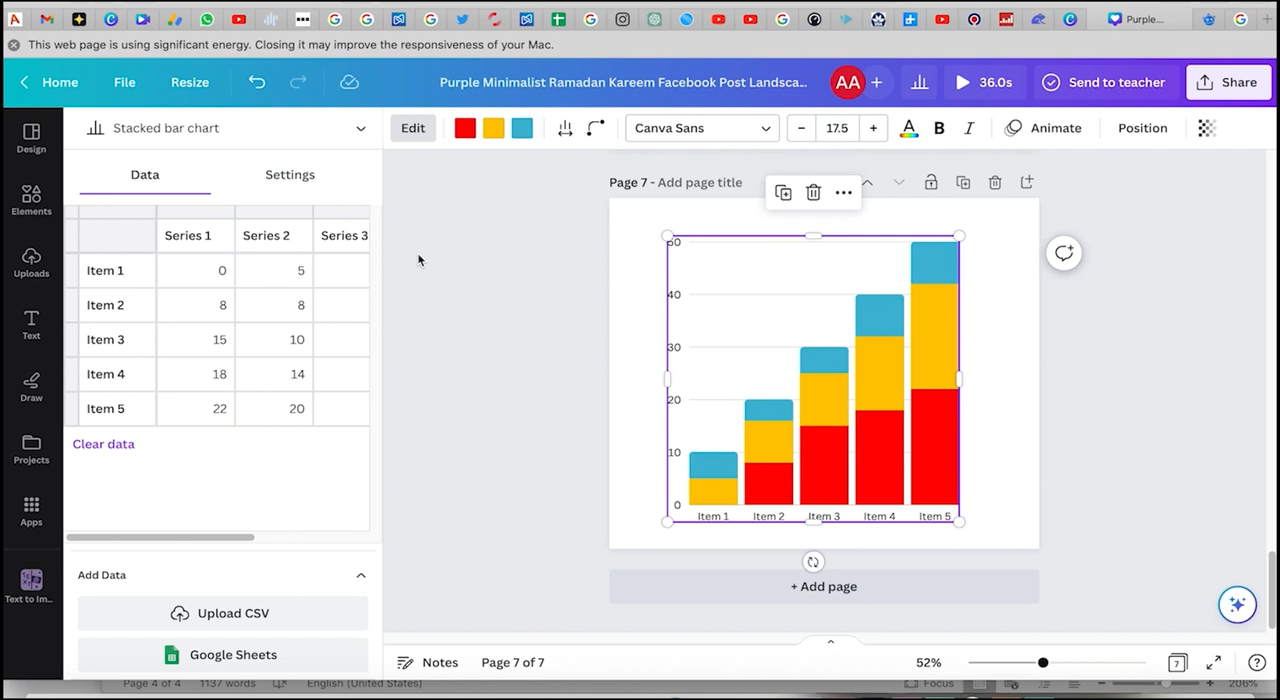 Purple...
This web page is using significant energy. Closing it may improve the responsiveness of your Mac.
Home File Resize Purple Minimalist Ramadan Kareem Facebook Post Landsca... AA + 36.0s Send to teacher Share
Stacked bar chart Edit Canva Sans – 17.5 + A B I Animate Position
Design
Data Settings
Page 7 - Add page title
Elements
Series 1 Series 2 Series 3
Item 1 0 5
Uploads
Item 2 8 8
Text
Item 3 15 10
Item 4 18 14
Draw
Item 5 22 20
Clear data
Projects
Apps
50
40
30
20
10
0
Item 1 Item 2 Item 3 Item 4 Item 5
Add Data
Text to Im...
+ Add page
Upload CSV
Google Sheets
Notes Page 7 of 7 52% 7 ?
Page 4 of 4 1137 words English (United States) Focus 206%